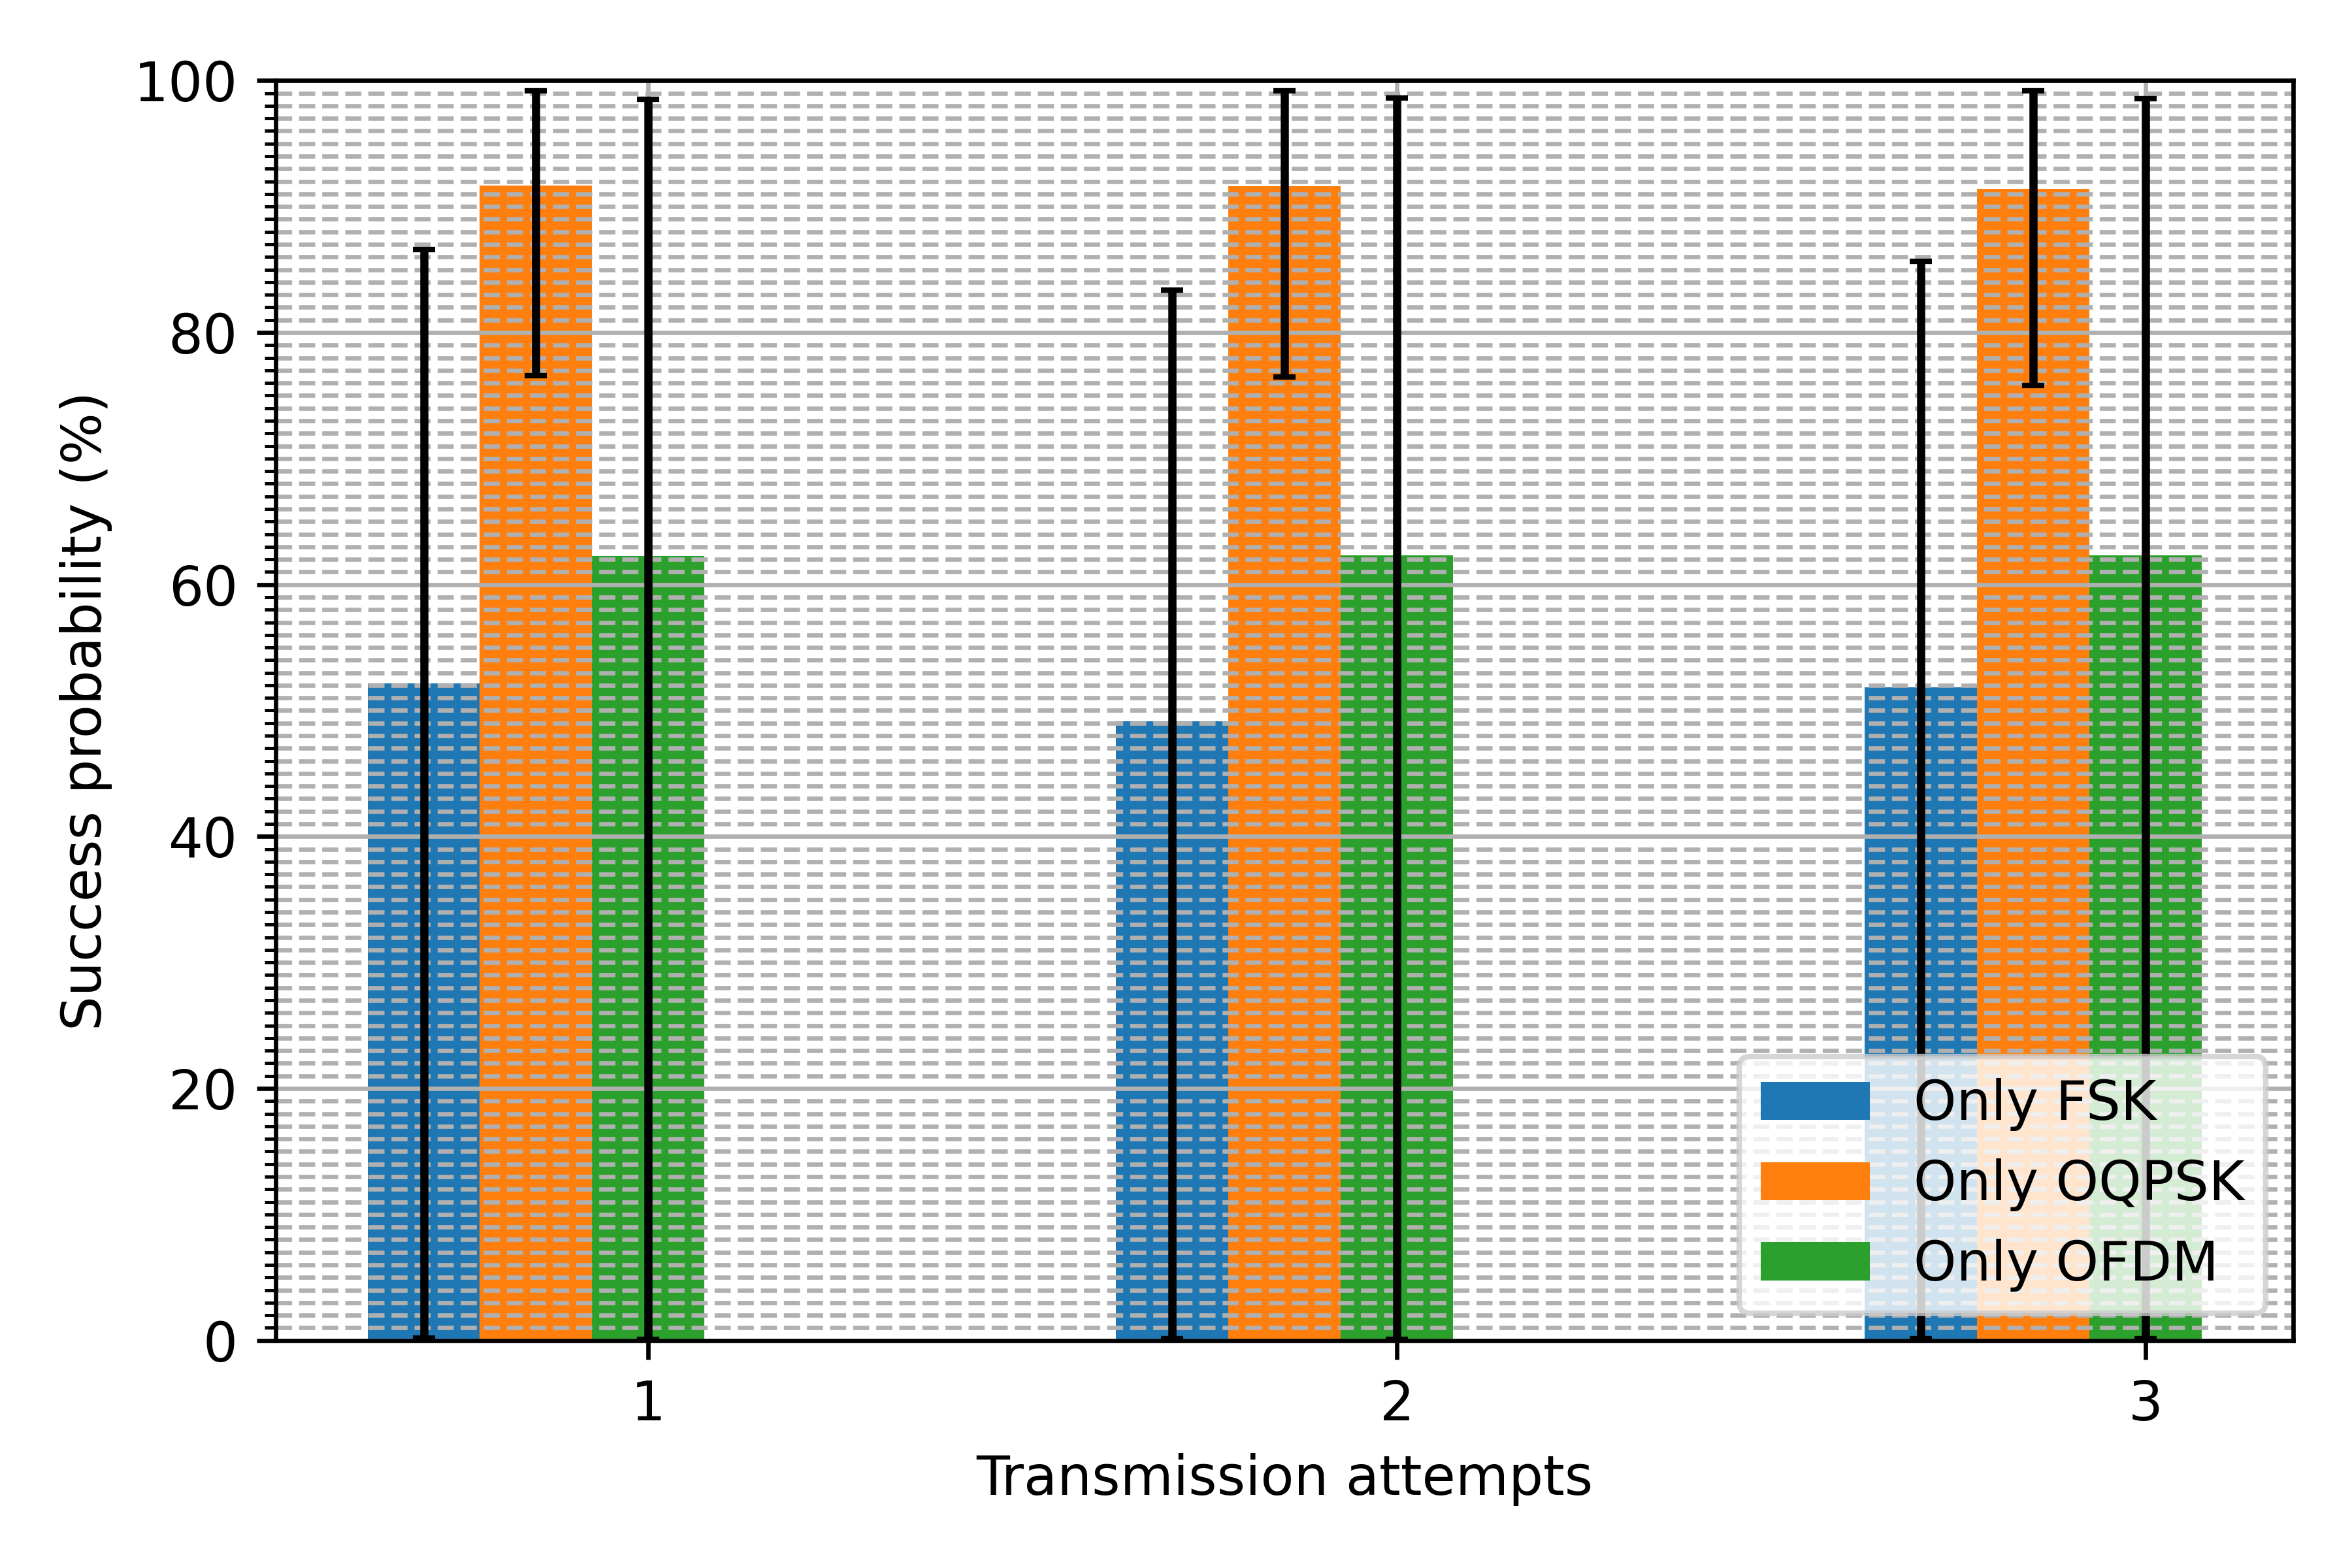 100
80
60
40
20
0
Success probability (%)
1
2
3
Transmission attempts
Only FSK
Only OQPSK
Only OFDM